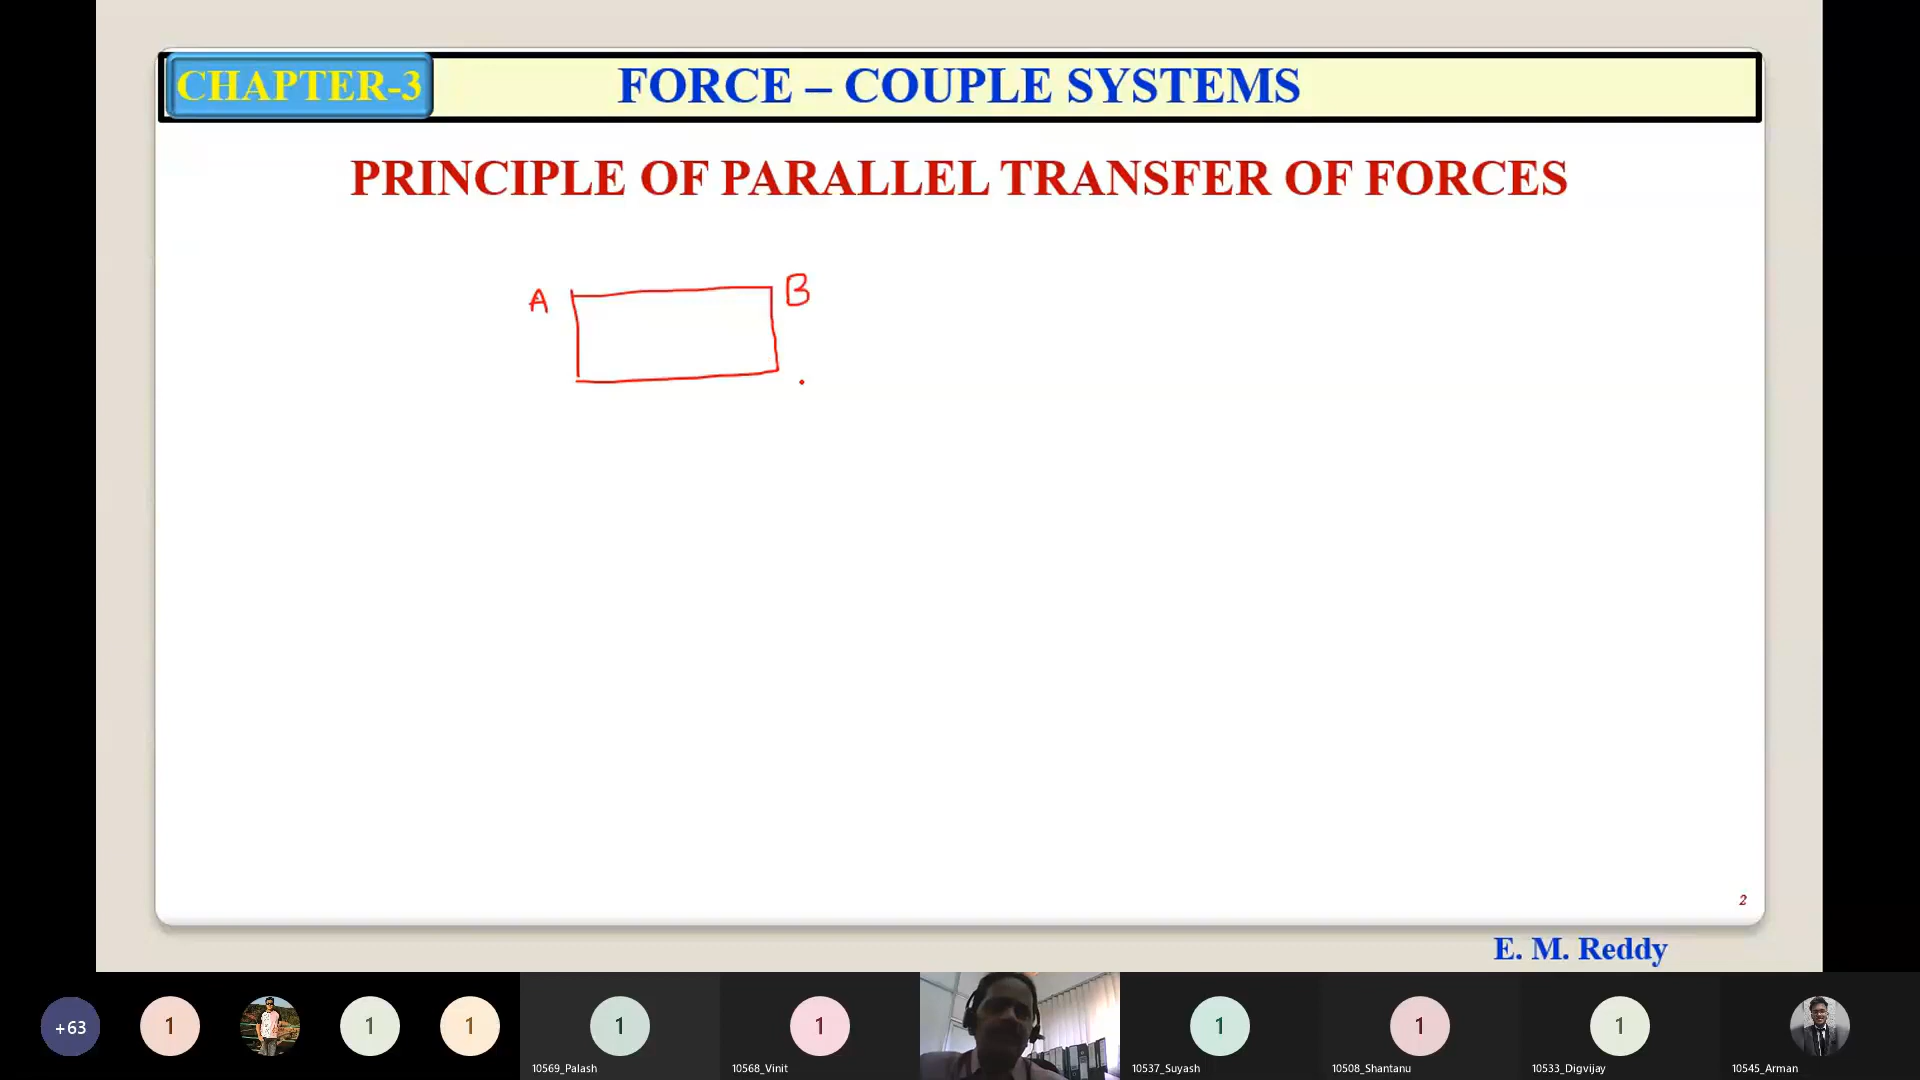 CHAPTER-3 FORCE – COUPLE SYSTEMS
PRINCIPLE OF PARALLEL TRANSFER OF FORCES
A B
2
E. M. Reddy
+63 1 1 1 1 1 1 1 1
10569_Palash 10568_Vinit 10537_Suyash 10508_Shantanu 10533_Digvijay 10545_Arman